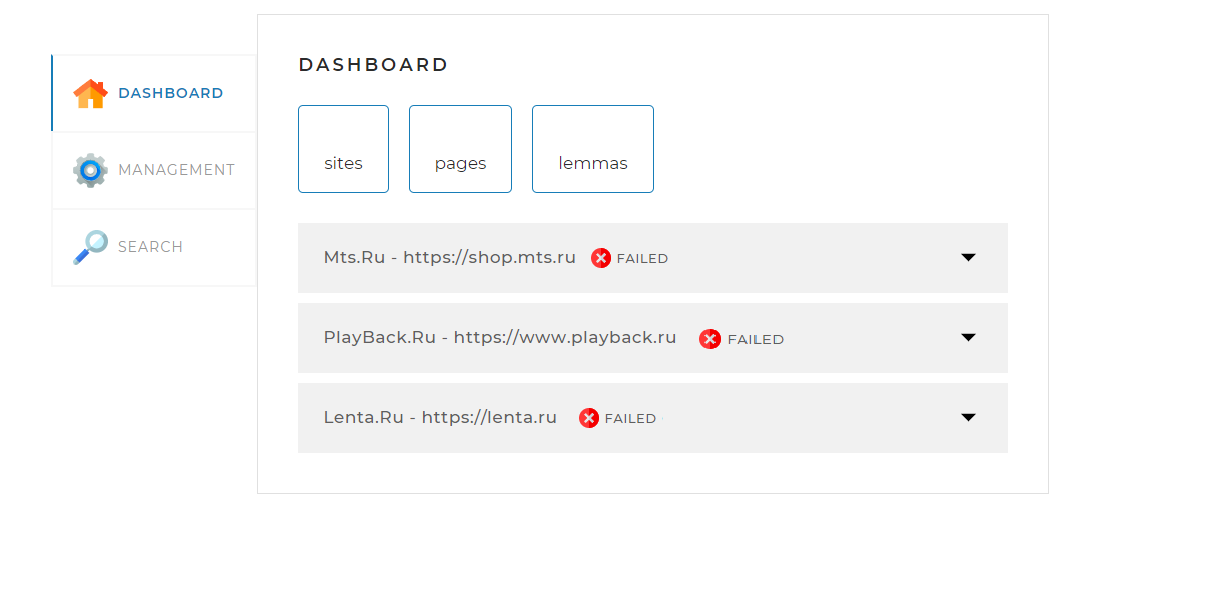 DASHBOARD
MANAGEMENT
SEARCH
DASHBOARD
sites
pages
lemmas
Mts.Ru - https://shop.mts.ru FAILED
PlayBack.Ru - https://www.playback.ru FAILED
Lenta.Ru - https://lenta.ru FAILED